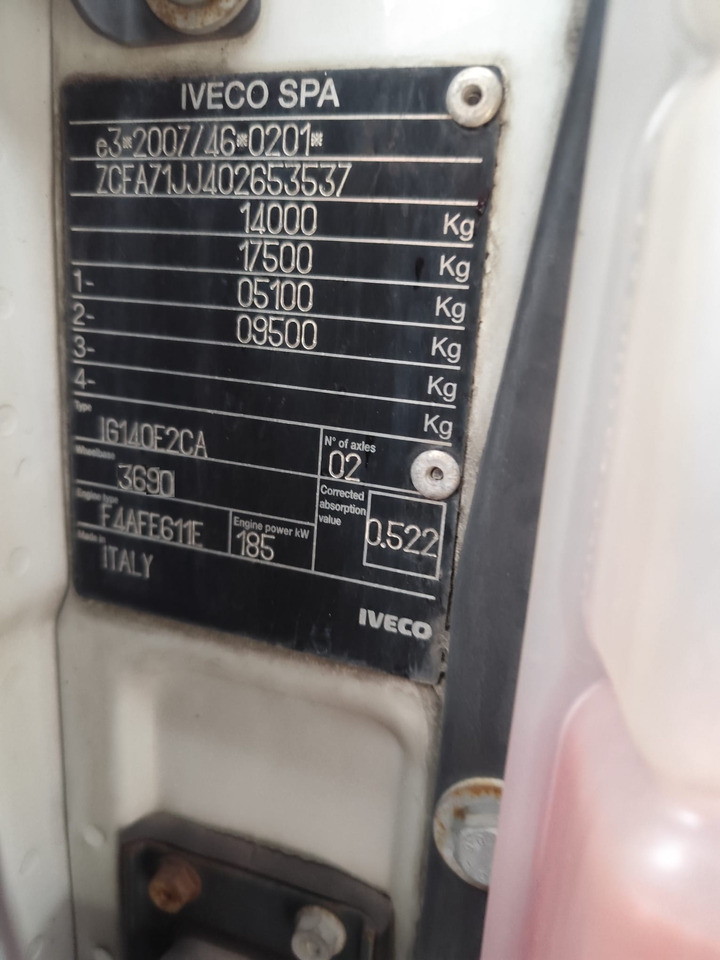 IVECO SPA
e3*2007/46*0201*
ZCFA71JJ402653537
14000 Kg
17500 Kg
1- 05100 Kg
2- 09500 Kg
3- Kg
4- Kg
Type
IG140E2CA
N° of axles
02
Wheelbase
3690
Corrected absorption value
0.522
Engine type
F4AFE611E
Engine power kW
185
Made in
ITALY
IVECO